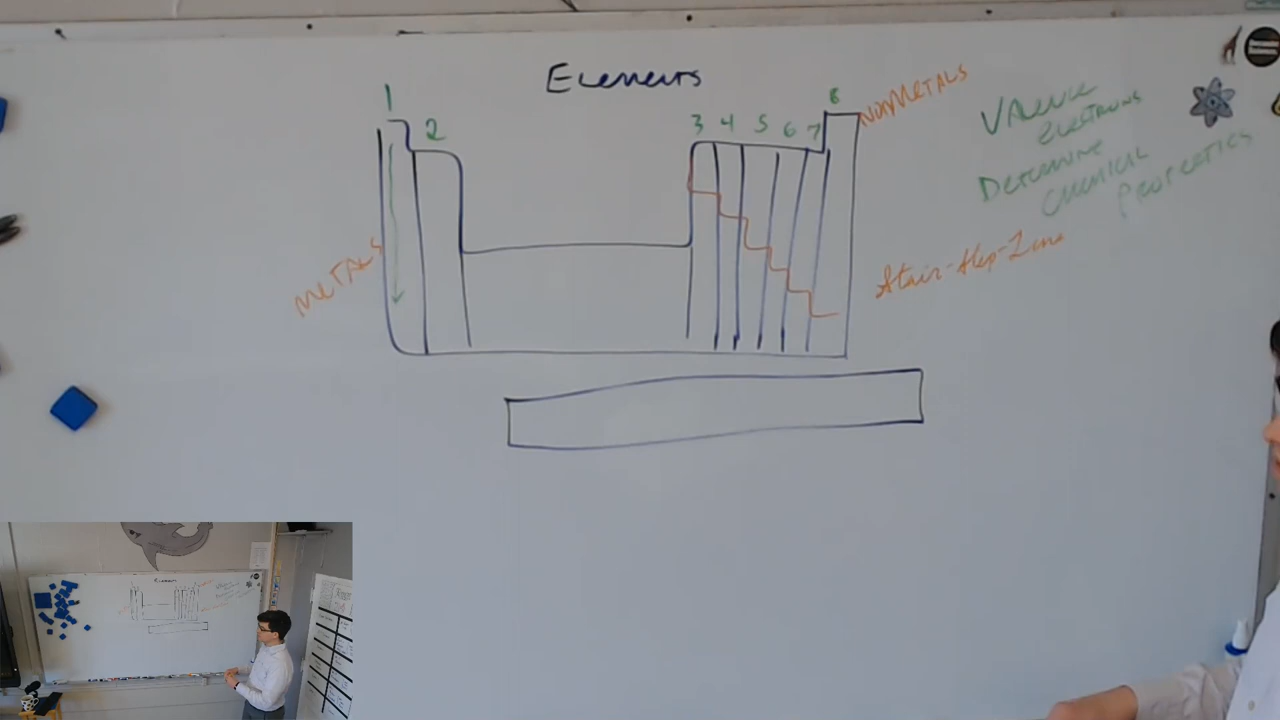 Elements
1
2
3 4 5 6 7
8
NonMetals
Metals
Valence
electrons
Determine
chemical
properties
Stair-Step-Line